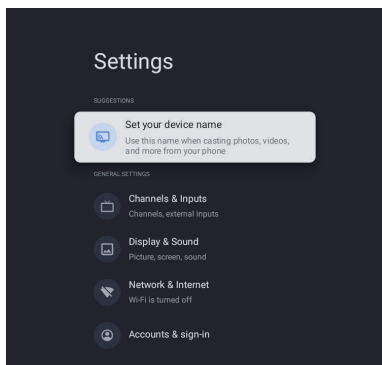 Settings
SUGGESTIONS
Set your device name
Use this name when casting photos, videos,
and more from your phone
GENERAL SETTINGS
Channels & Inputs
Channels, external inputs
Display & Sound
Picture, screen, sound
Network & Internet
Wi-Fi is turned off
Accounts & sign-in